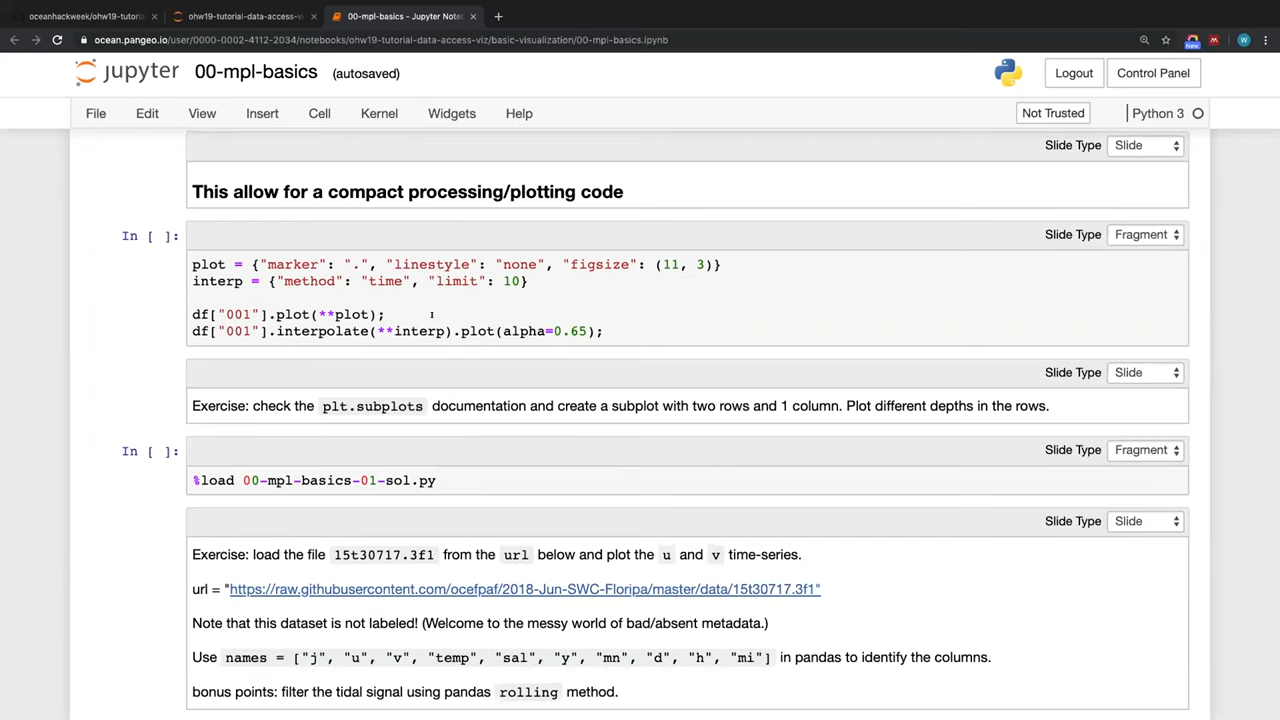 oceanhackweek/ohw19-tutoria
ohw19-tutorial-data-access-vi
00-mpl-basics - Jupyter Note
ocean.pangeo.io/user/0000-0002-4112-2034/notebooks/ohw19-tutorial-data-access-viz/basic-visualization/00-mpl-basics.ipynb
New
W
jupyter 00-mpl-basics (autosaved)
Logout
Control Panel
File Edit View Insert Cell Kernel Widgets Help
Not Trusted
Python 3
Slide Type Slide
This allow for a compact processing/plotting code
Slide Type Fragment
In [ ]:
plot = {"marker": ".", "linestyle": "none", "figsize": (11, 3)}
interp = {"method": "time", "limit": 10}
df["001"].plot(**plot);
df["001"].interpolate(**interp).plot(alpha=0.65);
Slide Type Slide
Exercise: check the plt.subplots documentation and create a subplot with two rows and 1 column. Plot different depths in the rows.
Slide Type Fragment
In [ ]:
%load 00-mpl-basics-01-sol.py
Slide Type Slide
Exercise: load the file 15t30717.3f1 from the url below and plot the u and v time-series.
url = "https://raw.githubusercontent.com/ocefpaf/2018-Jun-SWC-Floripa/master/data/15t30717.3f1"
Note that this dataset is not labeled! (Welcome to the messy world of bad/absent metadata.)
Use names = ["j", "u", "v", "temp", "sal", "y", "mn", "d", "h", "mi"] in pandas to identify the columns.
bonus points: filter the tidal signal using pandas rolling method.